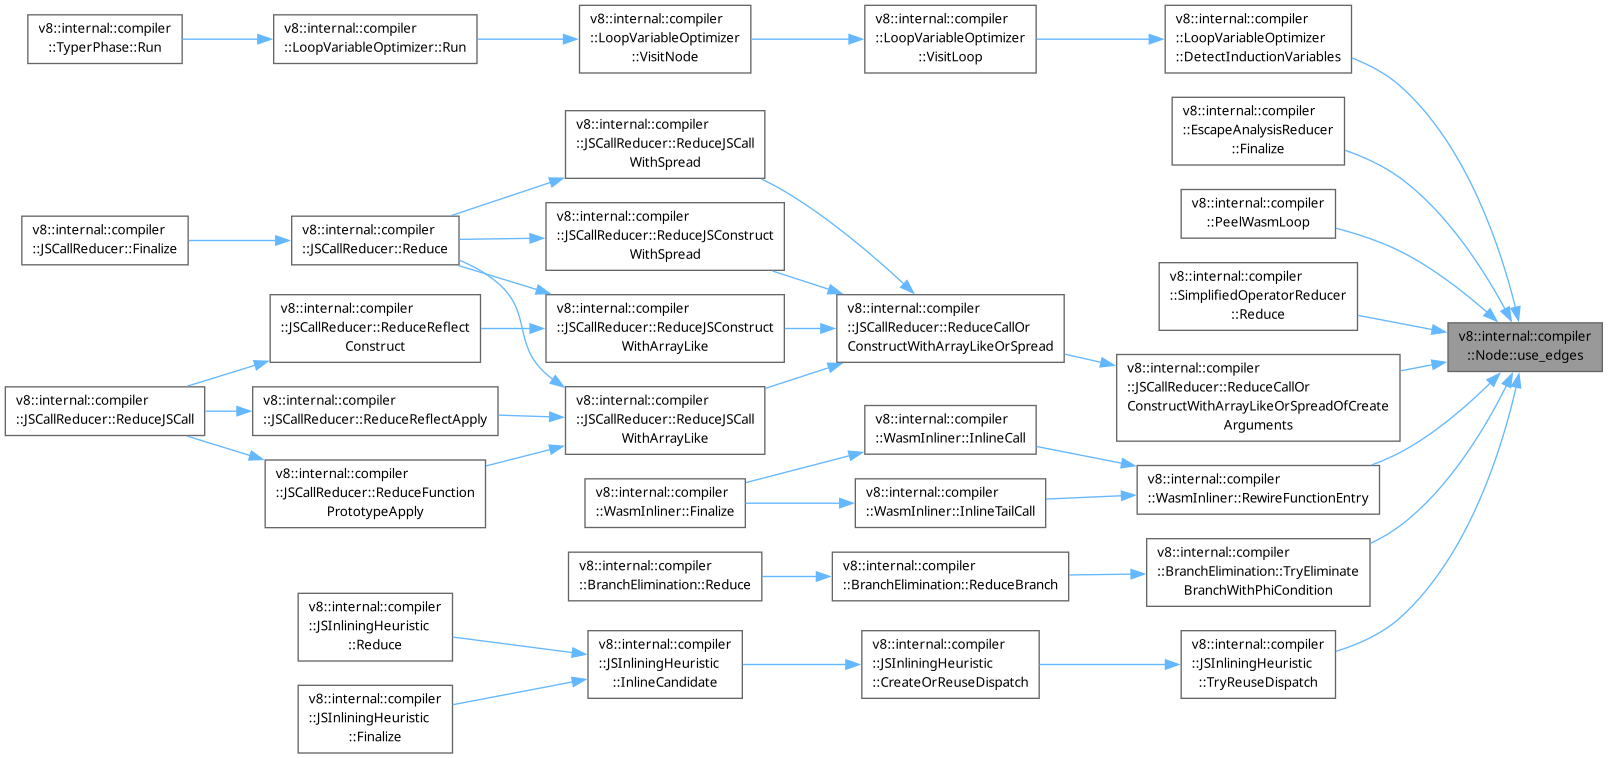 v8::internal::compiler
::TyperPhase::Run
v8::internal::compiler
::LoopVariableOptimizer::Run
v8::internal::compiler
::LoopVariableOptimizer
::VisitNode
v8::internal::compiler
::LoopVariableOptimizer
::VisitLoop
v8::internal::compiler
::LoopVariableOptimizer
::DetectInductionVariables
v8::internal::compiler
::EscapeAnalysisReducer
::Finalize
v8::internal::compiler
::JSCallReducer::ReduceJSCall
WithSpread
v8::internal::compiler
::PeelWasmLoop
v8::internal::compiler
::JSCallReducer::Finalize
v8::internal::compiler
::JSCallReducer::Reduce
v8::internal::compiler
::JSCallReducer::ReduceJSConstruct
WithSpread
v8::internal::compiler
::SimplifiedOperatorReducer
::Reduce
v8::internal::compiler
::JSCallReducer::ReduceReflect
Construct
v8::internal::compiler
::JSCallReducer::ReduceJSConstruct
WithArrayLike
v8::internal::compiler
::JSCallReducer::ReduceCallOr
ConstructWithArrayLikeOrSpread
v8::internal::compiler
::Node::use_edges
v8::internal::compiler
::JSCallReducer::ReduceCallOr
ConstructWithArrayLikeOrSpreadOfCreate
Arguments
v8::internal::compiler
::JSCallReducer::ReduceJSCall
v8::internal::compiler
::JSCallReducer::ReduceReflectApply
v8::internal::compiler
::JSCallReducer::ReduceJSCall
WithArrayLike
v8::internal::compiler
::WasmInliner::InlineCall
v8::internal::compiler
::JSCallReducer::ReduceFunction
PrototypeApply
v8::internal::compiler
::WasmInliner::Finalize
v8::internal::compiler
::WasmInliner::InlineTailCall
v8::internal::compiler
::WasmInliner::RewireFunctionEntry
v8::internal::compiler
::BranchElimination::Reduce
v8::internal::compiler
::BranchElimination::ReduceBranch
v8::internal::compiler
::BranchElimination::TryEliminate
BranchWithPhiCondition
v8::internal::compiler
::JSInliningHeuristic
::Reduce
v8::internal::compiler
::JSInliningHeuristic
::InlineCandidate
v8::internal::compiler
::JSInliningHeuristic
::CreateOrReuseDispatch
v8::internal::compiler
::JSInliningHeuristic
::TryReuseDispatch
v8::internal::compiler
::JSInliningHeuristic
::Finalize